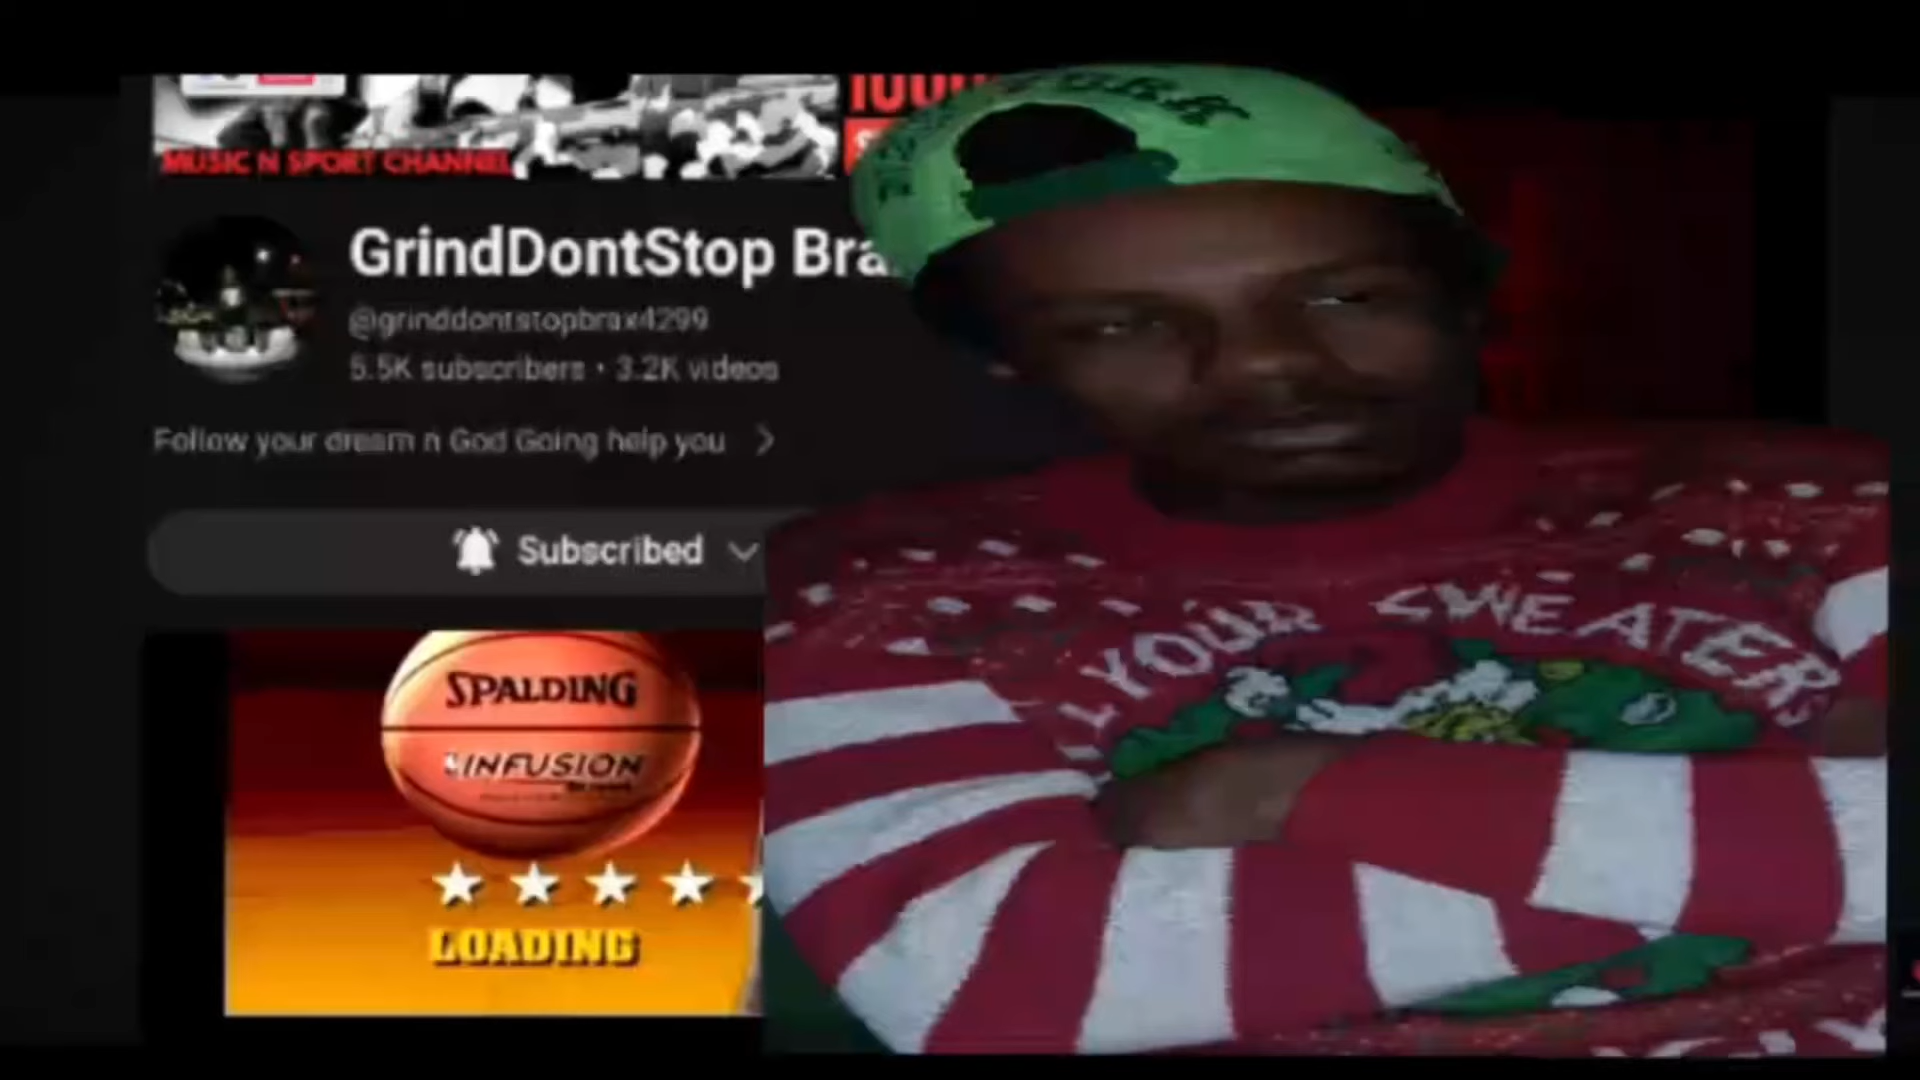 MUSIC N SPORT CHANNEL
GrindDontStop Bra
@grinddontstopbrax4299
5.5K subscribers • 3.2K videos
Follow your dream n God Going help you
Subscribed
SPALDING
INFUSION
LOADING
YOUR SWEATER